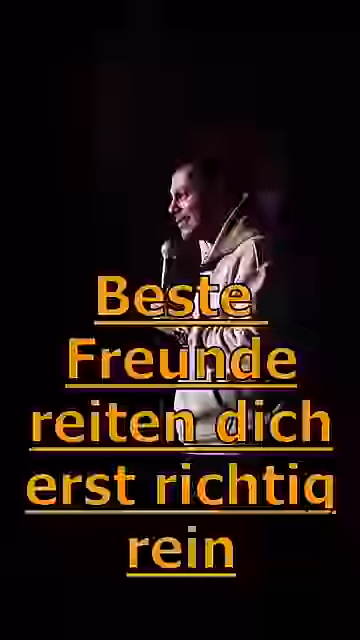 Beste
Freunde
reiten dich
erst richtig
rein